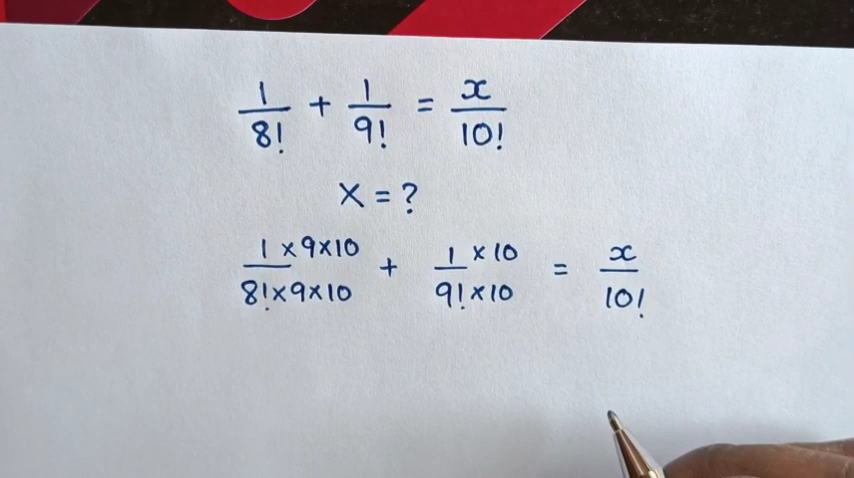 1/8! + 1/9! = x/10!
x = ?
1×9×10/8!×9×10 + 1×10/9!×10 = x/10!